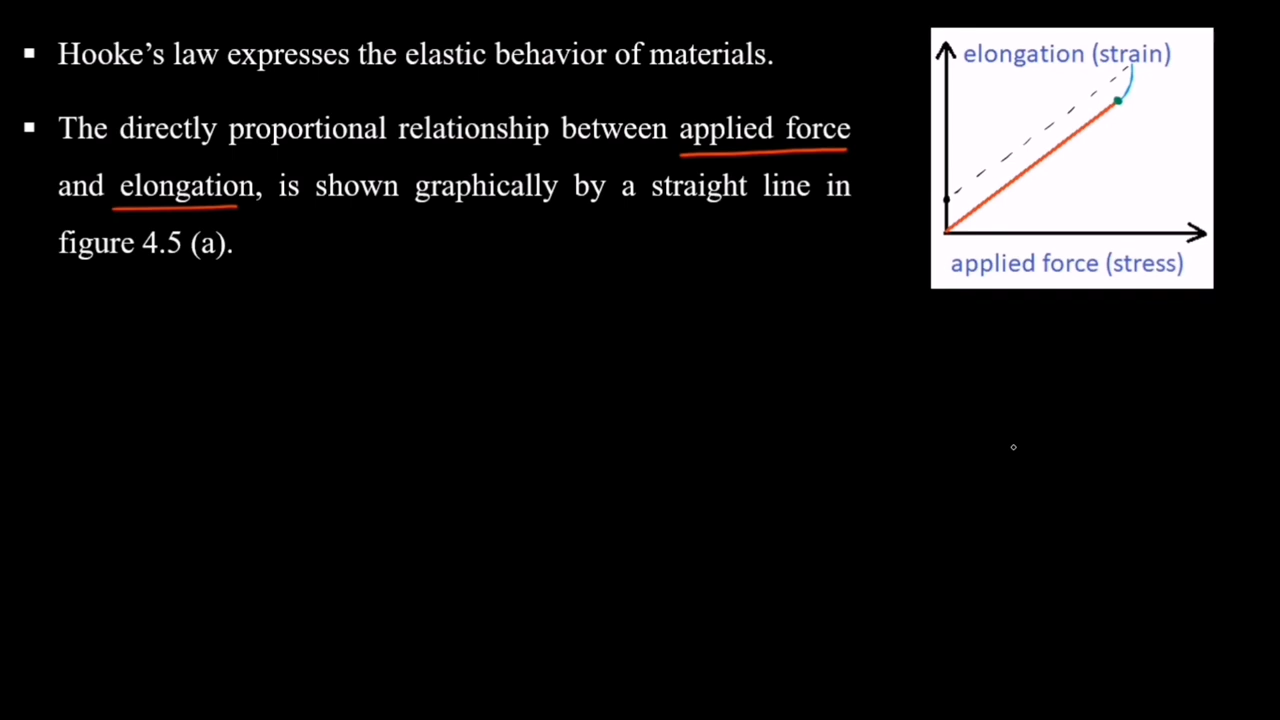 Hooke’s law expresses the elastic behavior of materials.
The directly proportional relationship between applied force
and elongation, is shown graphically by a straight line in
figure 4.5 (a).
elongation (strain)
applied force (stress)